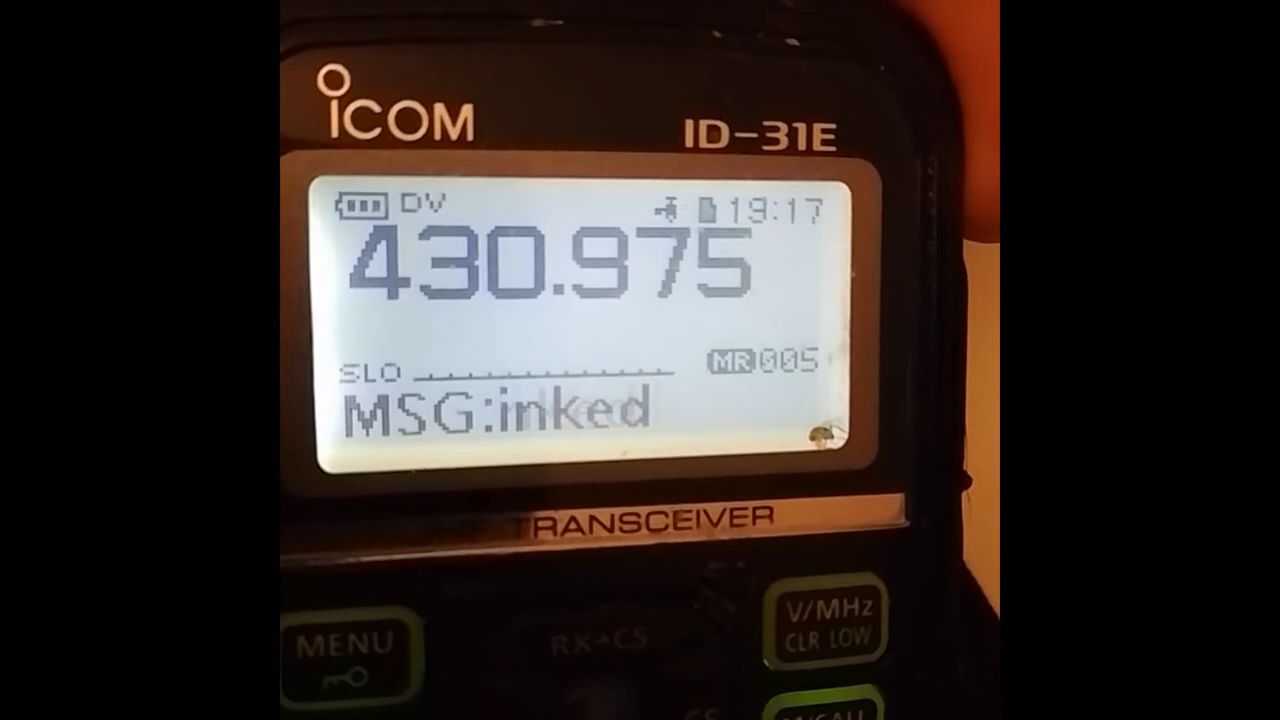 iCOM
ID-31E
DV 19:17
430.975
SLO MR 005
MSG:inked
TRANSCEIVER
MENU
RX→CS
V/MHz
CLR LOW
CS